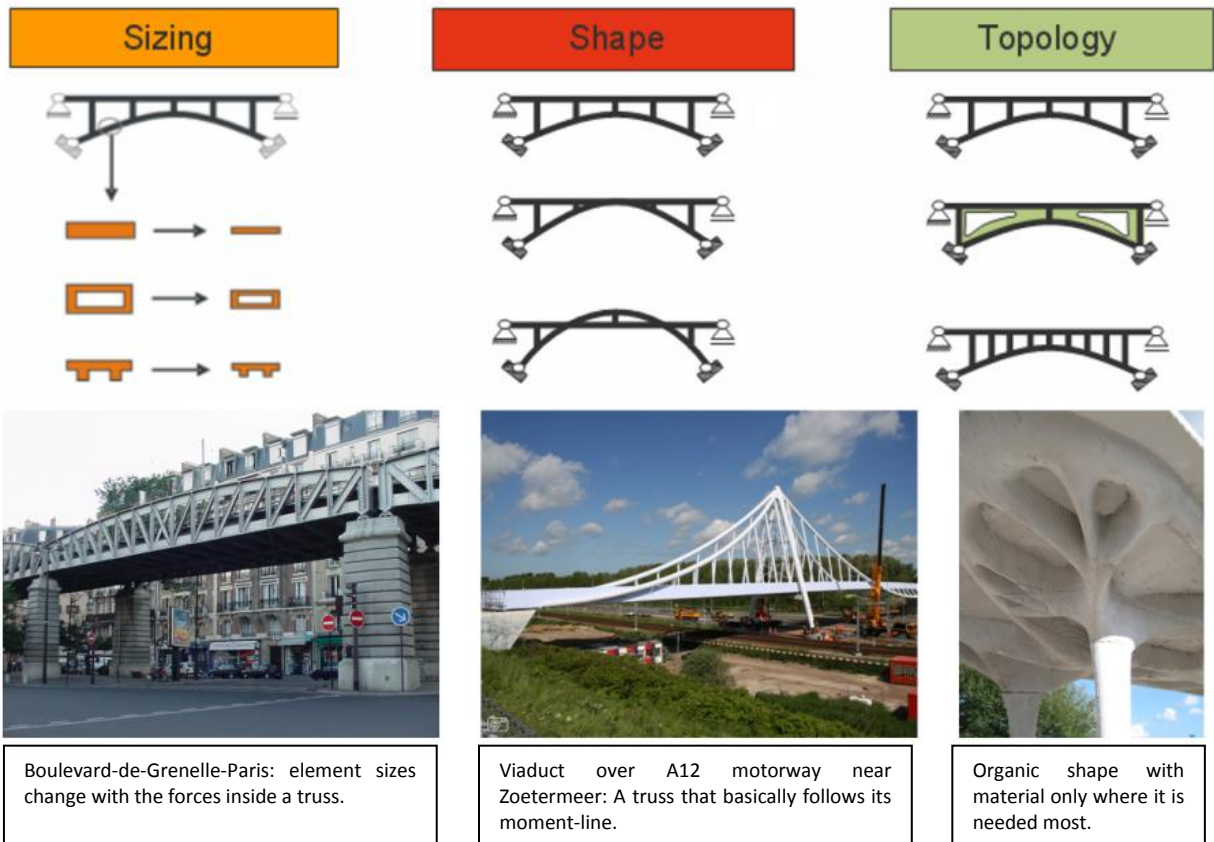 Sizing
Shape
Topology
Boulevard-de-Grenelle-Paris: element sizes
change with the forces inside a truss.
Viaduct over A12 motorway near
Zoetermeer: A truss that basically follows its
moment-line.
Organic shape with
material only where it is
needed most.